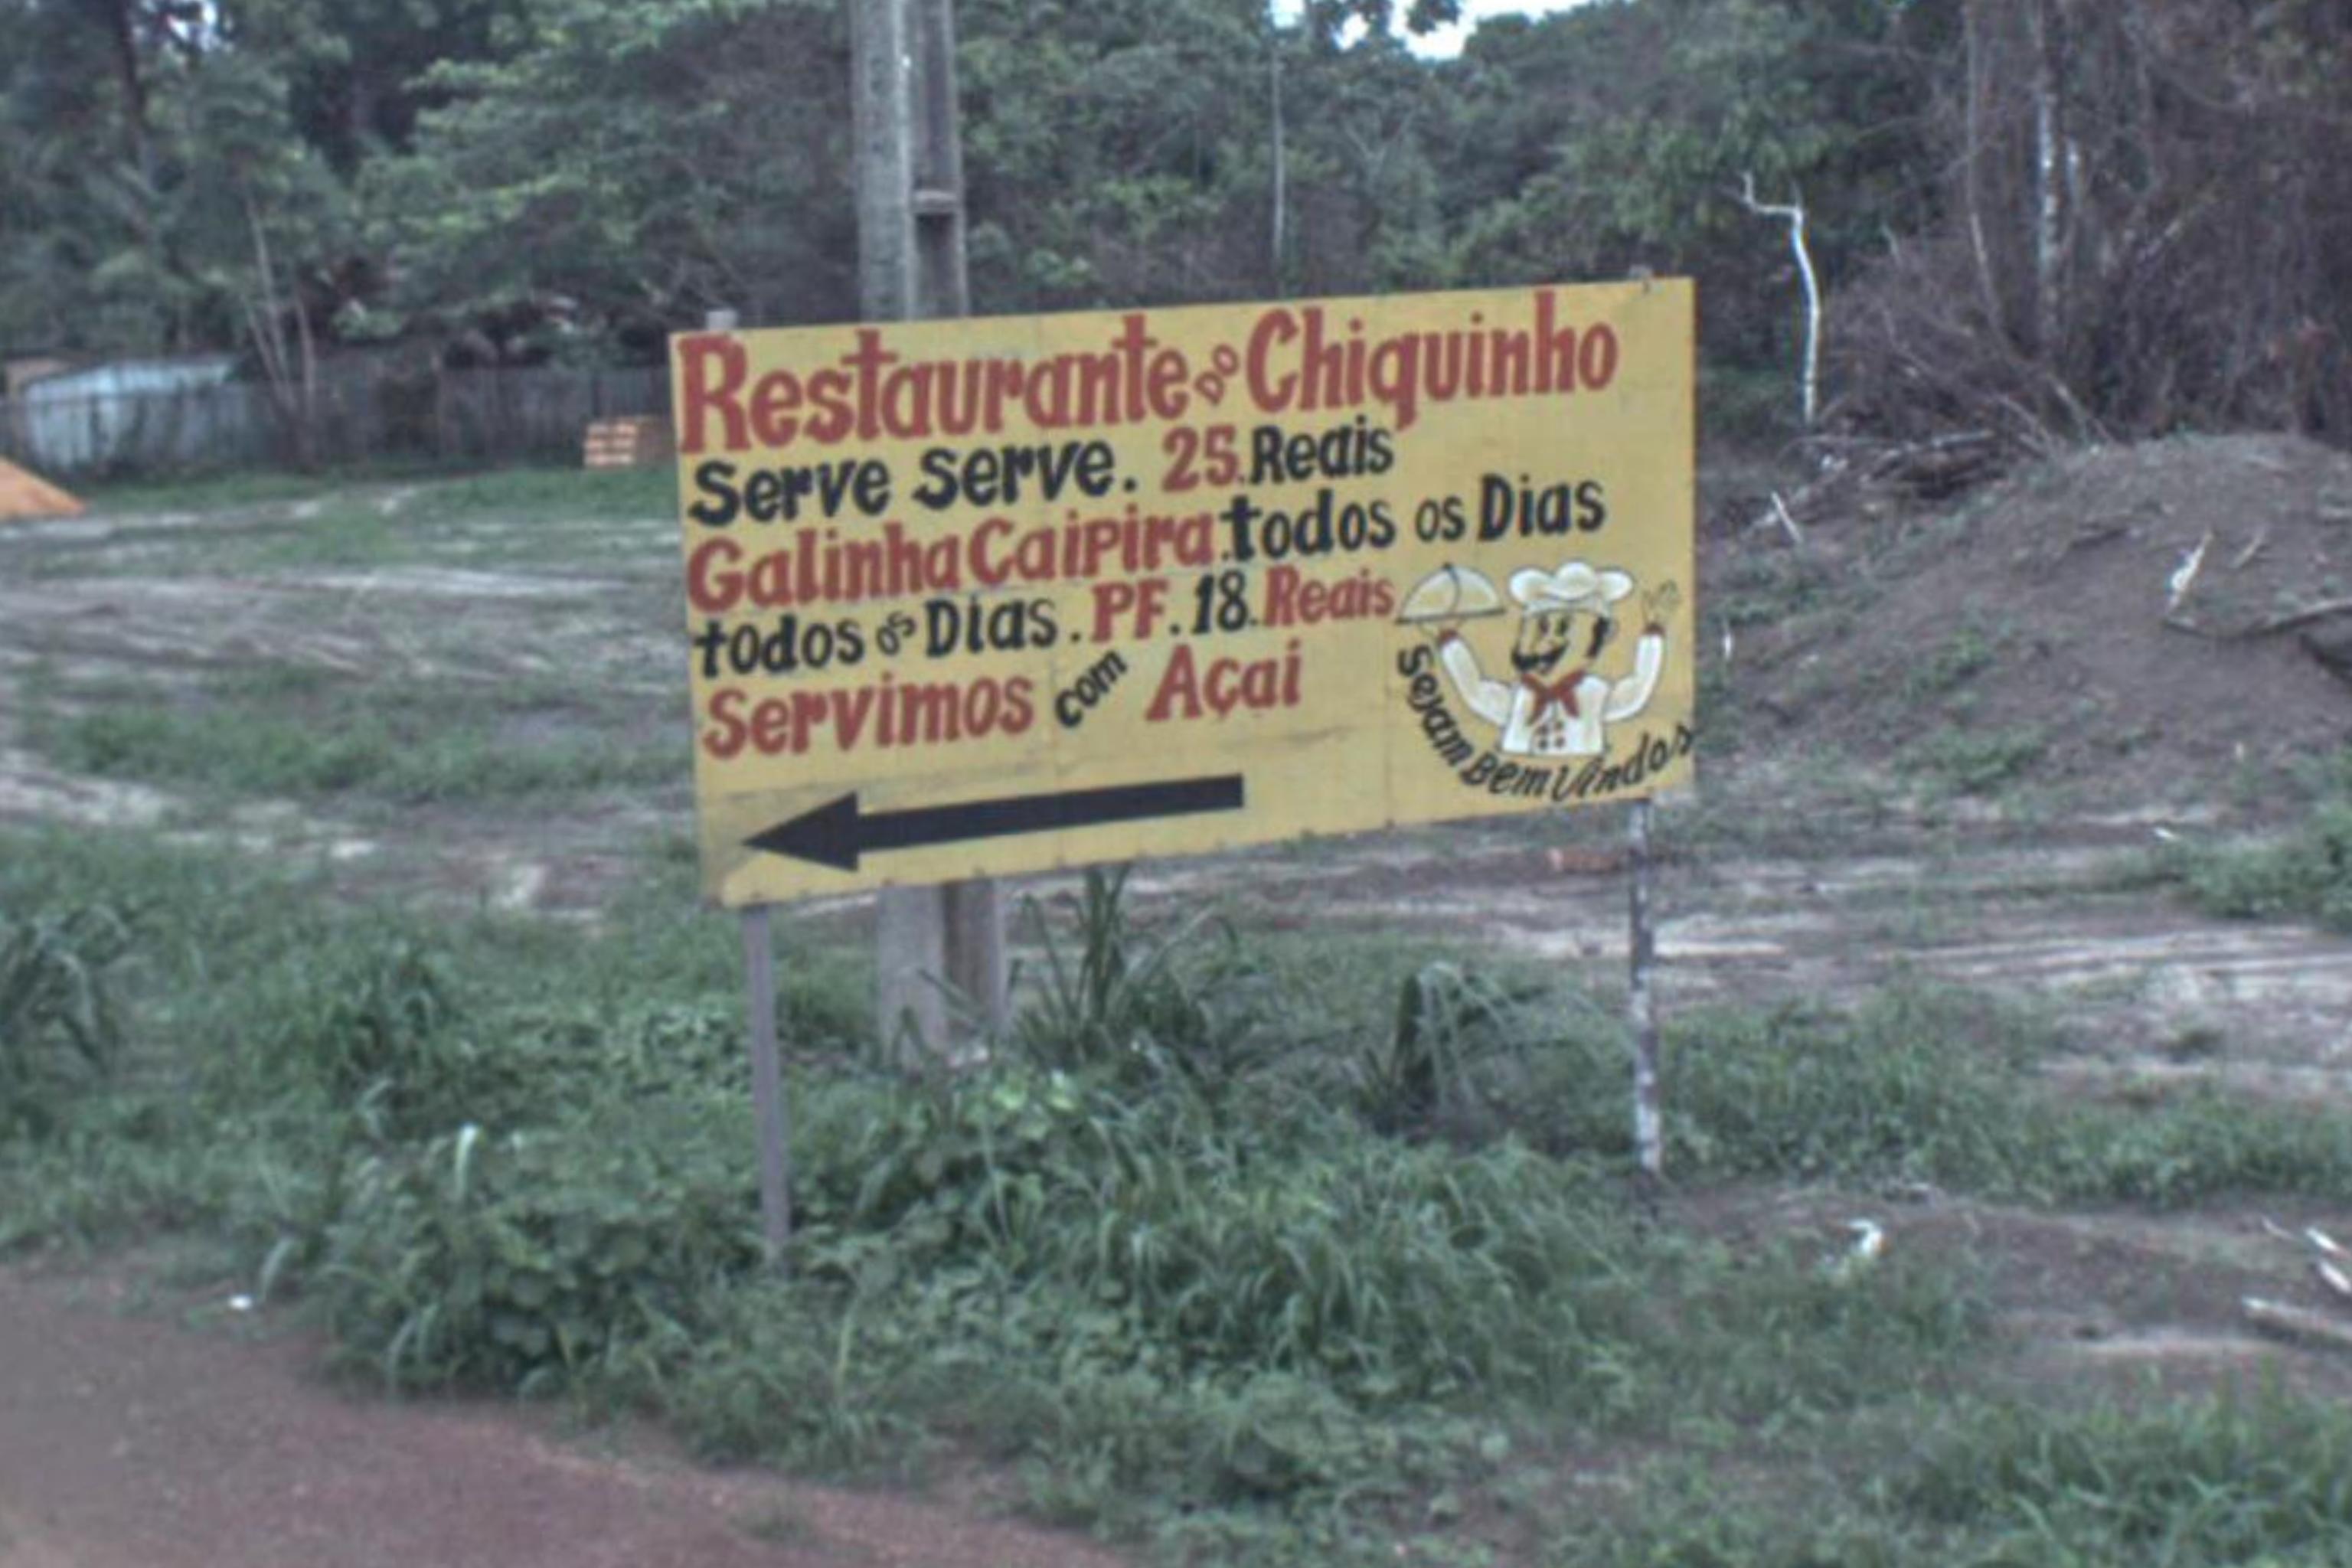 Restaurante DO Chiquinho
Serve serve. 25. Reais
Galinha Caipira. todos os Dias
todos os Dias. PF. 18. Reais
Servimos com Açai
Sejam Bem Vindos